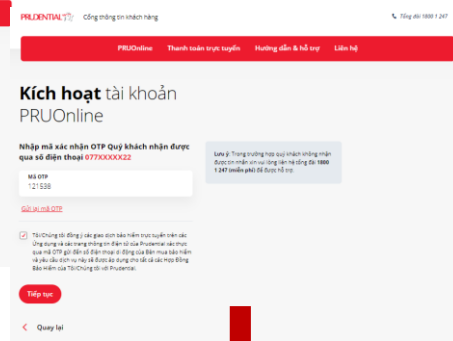 PRUDENTIAL Cổng thông tin khách hàng
Tổng đài 1800 1 247
PRUOnline Thanh toán trực tuyến Hướng dẫn & hỗ trợ Liên hệ
Kích hoạt tài khoản
PRUOnline
Nhập mã xác nhận OTP Quý khách nhận được
qua số điện thoại 077XXXXX22
MÃ OTP
121538
Gửi lại mã OTP
Lưu ý: Trong trường hợp quý khách không nhận
được tin nhắn xin vui lòng liên hệ tổng đài 1800
1 247 (miễn phí) để được hỗ trợ.
Tôi/Chúng tôi đồng ý các giao dịch bảo hiểm trực tuyến trên các
Ứng dụng và các trang thông tin điện tử của Prudential xác thực
qua mã OTP gửi đến số điện thoại di động của Bên mua bảo hiểm
và yêu cầu dịch vụ này sẽ được áp dụng cho tất cả các Hợp Đồng
Bảo Hiểm của Tôi/Chúng tôi với Prudential.
Tiếp tục
Quay lại